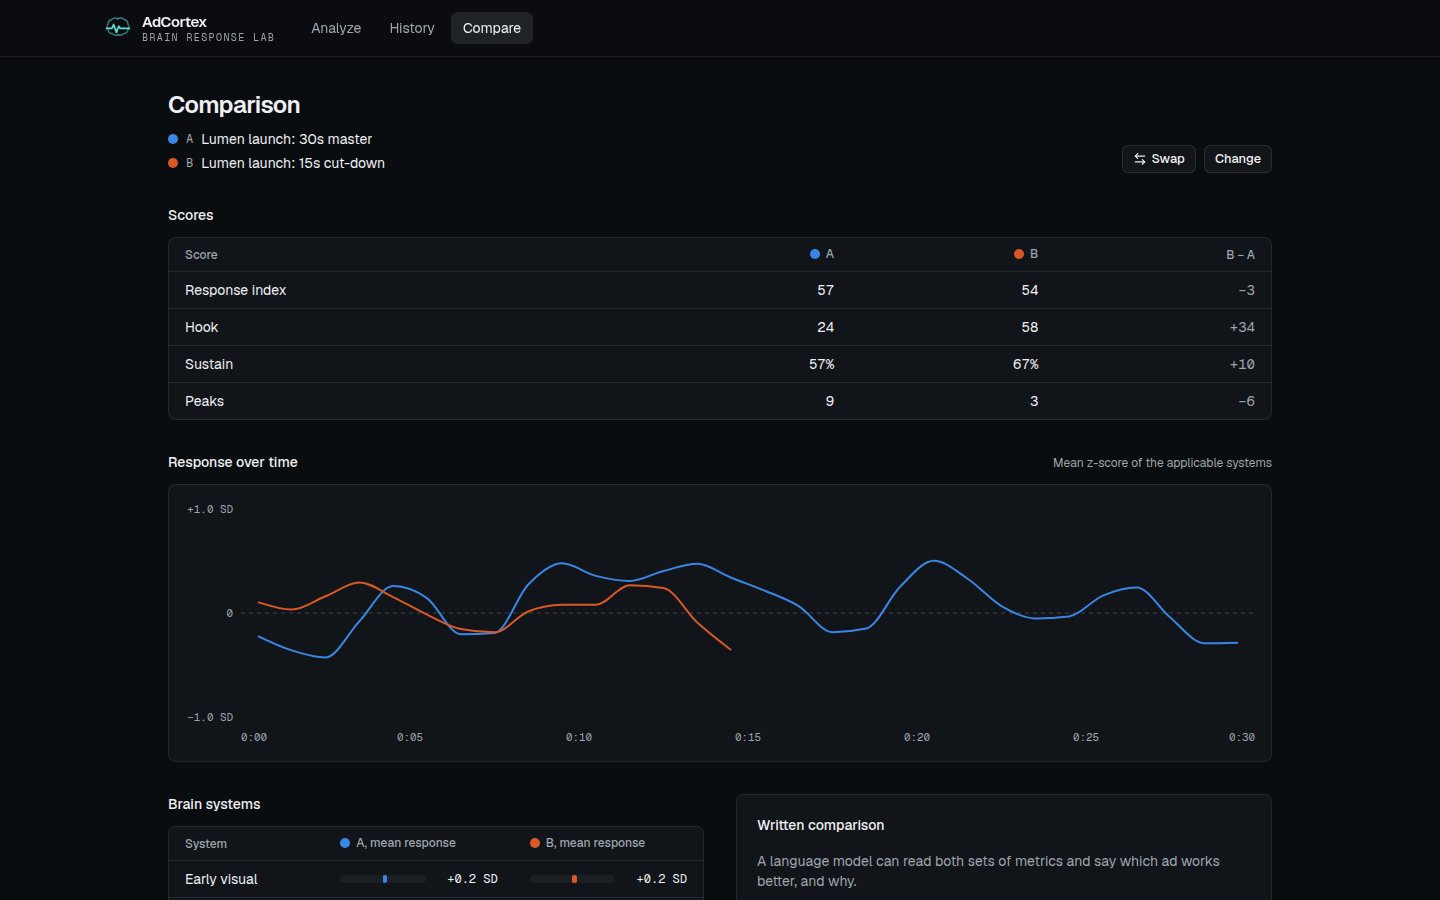 AdCortex
BRAIN RESPONSE LAB
Analyze History Compare
Comparison
A Lumen launch: 30s master
B Lumen launch: 15s cut-down
Swap Change
Scores
Score A B B – A
Response index 57 54 −3
Hook 24 58 +34
Sustain 57% 67% +10
Peaks 9 3 −6
Response over time Mean z-score of the applicable systems
+1.0 SD
0
−1.0 SD
0:00 0:05 0:10 0:15 0:20 0:25 0:30
Brain systems
System A, mean response B, mean response
Early visual +0.2 SD +0.2 SD
Written comparison
A language model can read both sets of metrics and say which ad works
better, and why.